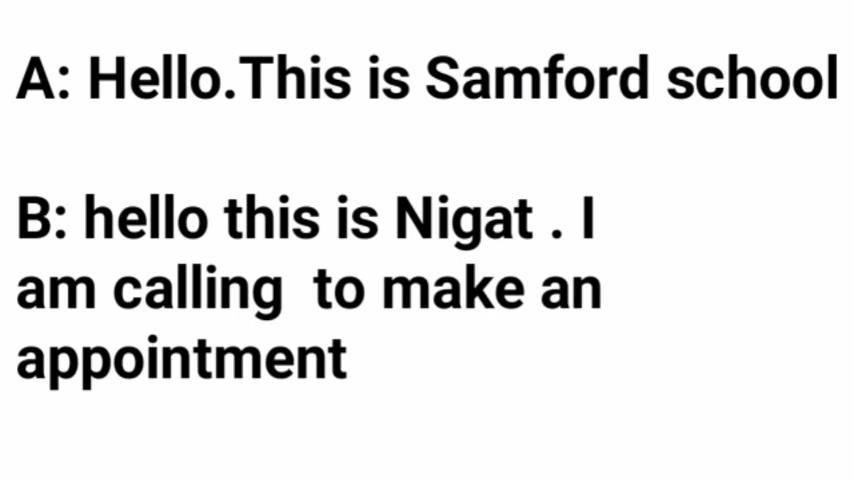 A: Hello.This is Samford school
B: hello this is Nigat . I
am calling  to make an
appointment